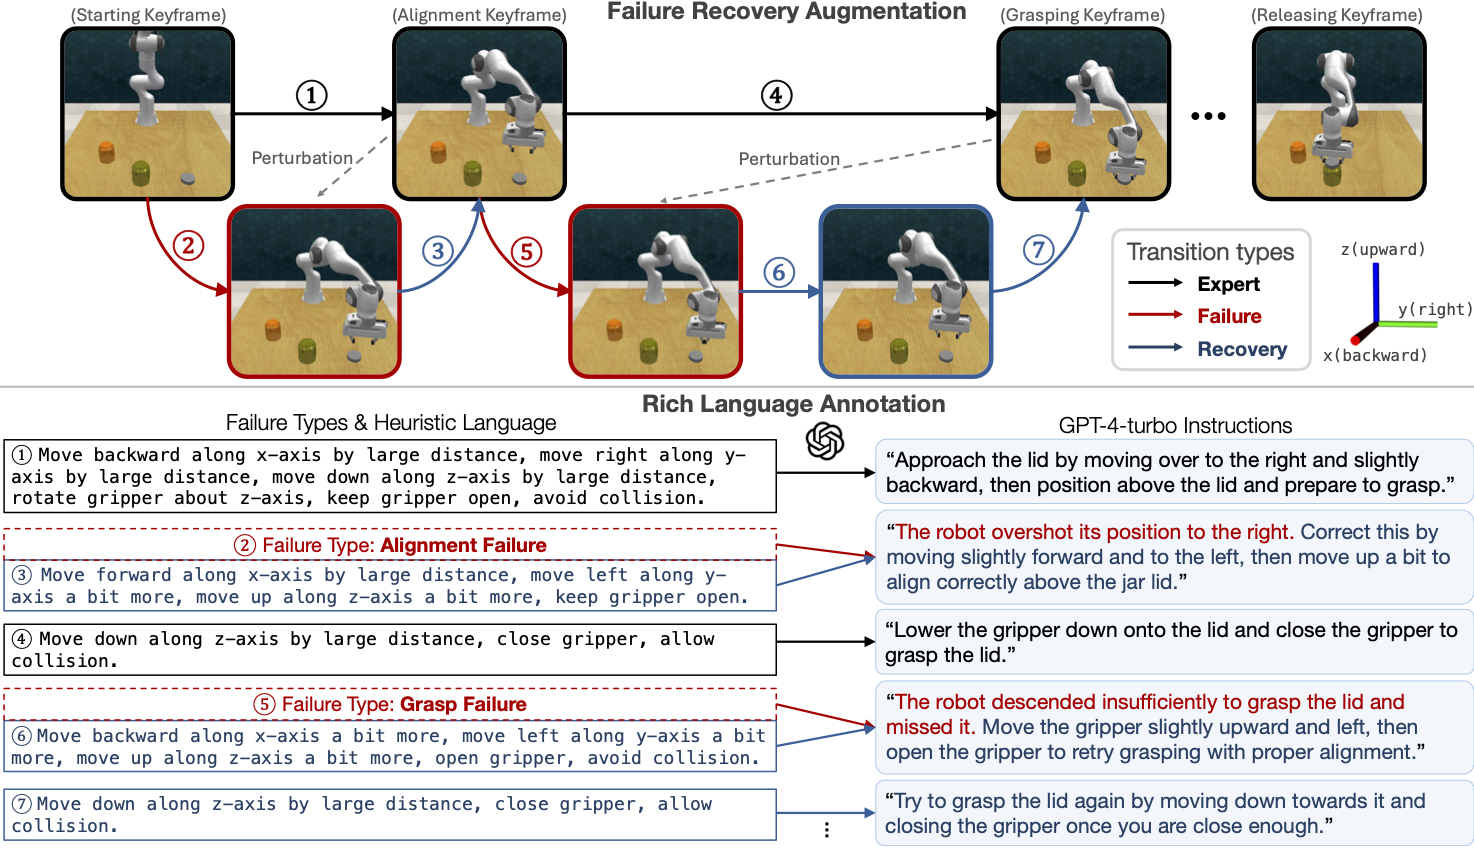 Failure Recovery Augmentation
(Starting Keyframe)
(Alignment Keyframe)
(Grasping Keyframe)
(Releasing Keyframe)
①
④
•••
Perturbation
Perturbation
②
③
⑤
⑥
⑦
Transition types
Expert
Failure
Recovery
z(upward)
y(right)
x(backward)
Rich Language Annotation
Failure Types & Heuristic Language
GPT-4-turbo Instructions
① Move backward along x-axis by large distance, move right along y-
axis by large distance, move down along z-axis by large distance,
rotate gripper about z-axis, keep gripper open, avoid collision.
“Approach the lid by moving over to the right and slightly
backward, then position above the lid and prepare to grasp.”
② Failure Type: Alignment Failure
③ Move forward along x-axis by large distance, move left along y-
axis a bit more, move up along z-axis a bit more, keep gripper open.
“The robot overshot its position to the right. Correct this by
moving slightly forward and to the left, then move up a bit to
align correctly above the jar lid.”
④ Move down along z-axis by large distance, close gripper, allow
collision.
“Lower the gripper down onto the lid and close the gripper to
grasp the lid.”
⑤ Failure Type: Grasp Failure
⑥ Move backward along x-axis a bit more, move left along y-axis a bit
more, move up along z-axis a bit more, open gripper, avoid collision.
“The robot descended insufficiently to grasp the lid and
missed it. Move the gripper slightly upward and left, then
open the gripper to retry grasping with proper alignment.”
⑦ Move down along z-axis by large distance, close gripper, allow
collision.
“Try to grasp the lid again by moving down towards it and
closing the gripper once you are close enough.”